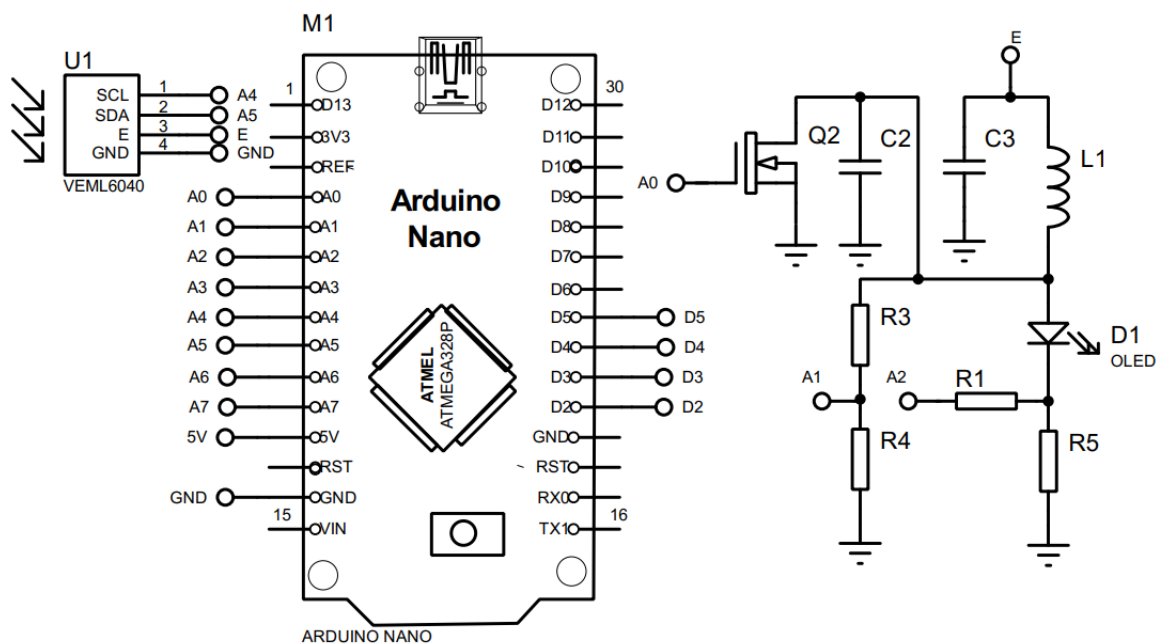 M1
U1
SCL 1 A4
SDA 2 A5
E 3 E
GND 4 GND
VEML6040
1
30
D13
3V3
REF
A0 A0
A1 A1
A2 A2
A3 A3
A4 A4
A5 A5
A6 A6
A7 A7
5V 5V
RST
GND GND
15
VIN
Arduino
Nano
ATMEL
ATMEGA328P
D12
D11
D10
D9
D8
D7
D6
D5 D5
D4 D4
D3 D3
D2 D2
GND
RST
RX0
16
TX1
ARDUINO NANO
E
Q2
C2
C3
L1
A0
R3
D1
OLED
A1
A2
R1
R4
R5